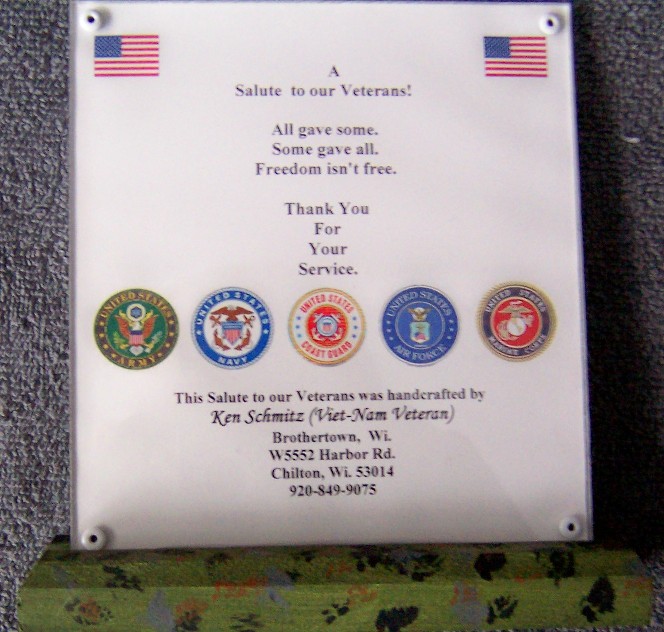 A
Salute to our Veterans!
All gave some.
Some gave all.
Freedom isn't free.
Thank You
For
Your
Service.
UNITED STATES
ARMY
UNITED STATES
NAVY
UNITED STATES
COAST GUARD
UNITED STATES
AIR FORCE
UNITED STATES
MARINE CORPS
This Salute to our Veterans was handcrafted by
Ken Schmitz (Viet-Nam Veteran)
Brothertown, Wi.
W5552 Harbor Rd.
Chilton, Wi. 53014
920-849-9075